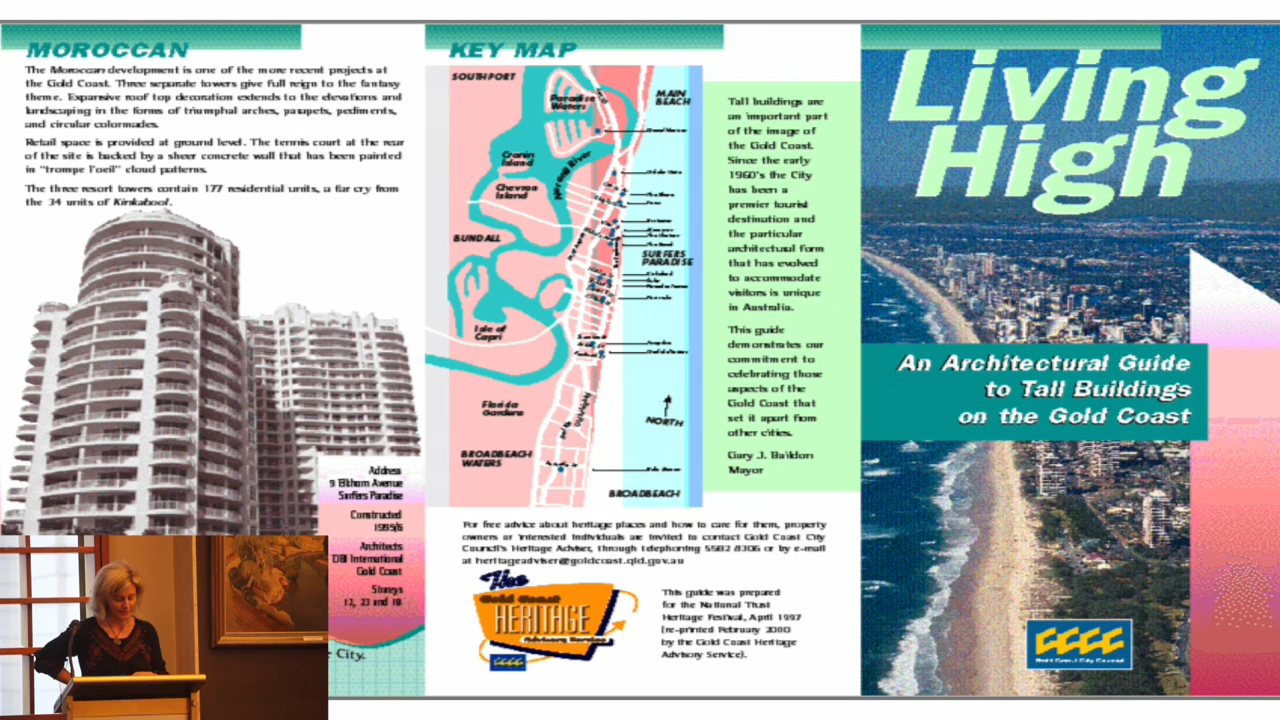 MOROCCAN
The Moroccan development is one of the more recent projects at
the Gold Coast. Three separate towers give full reign to the fantasy
theme. Expansive roof top decoration extends to the elevations and
landscaping in the forms of triumphal arches, parapets, pediments,
and circular colonnades.
Retail space is provided at ground level. The tennis court at the rear
of the site is backed by a sheer concrete wall that has been painted
in "trompe l'oeil" cloud patterns.
The three resort towers contain 177 residential units, a far cry from
the 34 units of Kinkabool.
Address
9 Elkhorn Avenue
Surfers Paradise
Constructed
1995/6
Architects
DBI International
Gold Coast
Storeys
12, 23 and 18
e City.
KEY MAP
SOUTHPORT
Paradise
Waters
MAIN
BEACH
Cronin
Island
Nerang River
Chevron
Island
BUNDALL
SURFERS
PARADISE
Isle of
Capri
Florida
Gardens
NORTH
BROADBEACH
WATERS
BROADBEACH
Tall buildings are
an important part
of the image of
the Gold Coast.
Since the early
1960's the City
has been a
premier tourist
destination and
the particular
architectural form
that has evolved
to accommodate
visitors is unique
in Australia.
This guide
demonstrates our
commitment to
celebrating those
aspects of the
Gold Coast that
set it apart from
other cities.
Gary J. Baildon
Mayor
For free advice about heritage places and how to care for them, property
owners or interested individuals are invited to contact Gold Coast City
Council's Heritage Adviser, through telephoning 5582 8306 or by e-mail
at heritageadviser@goldcoast.qld.gov.au
Free
Gold Coast
HERITAGE
Advisory Service
This guide was prepared
for the National Trust
Heritage Festival, April 1997
(re-printed February 2000
by the Gold Coast Heritage
Advisory Service).
Living
High
An Architectural Guide
to Tall Buildings
on the Gold Coast
Gold Coast City Council